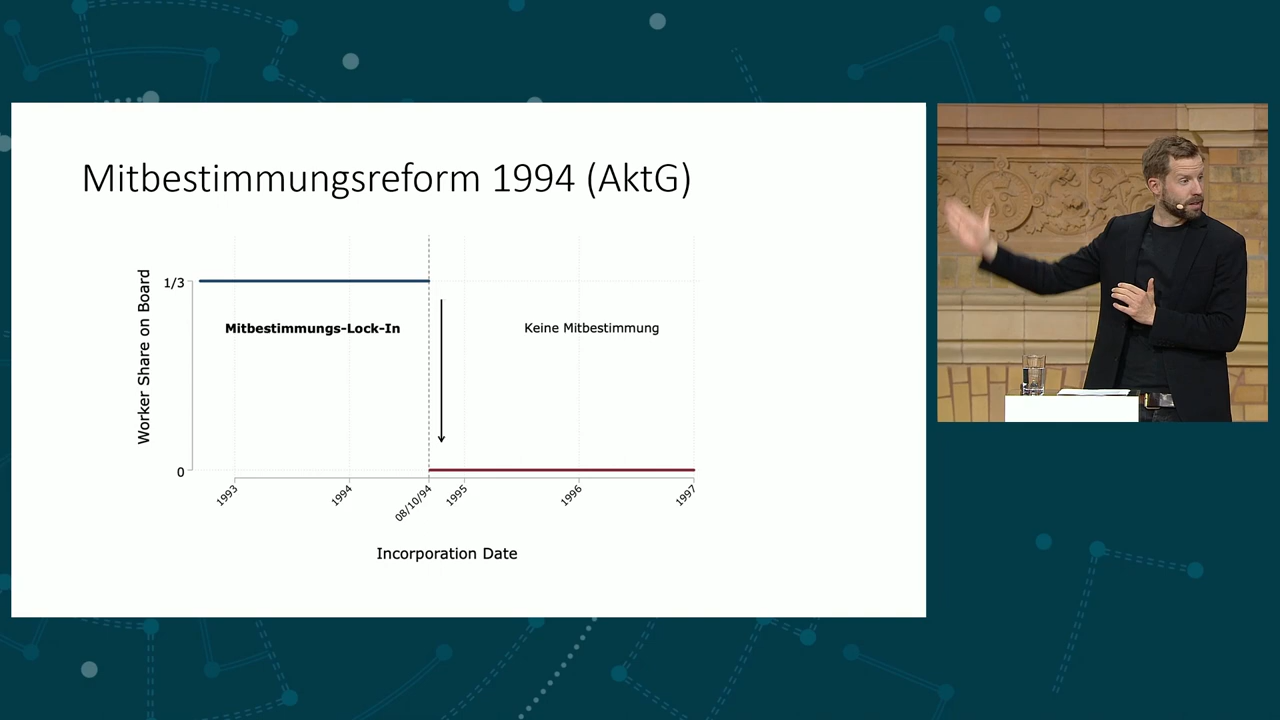 Mitbestimmungsreform 1994 (AktG)
Worker Share on Board
1/3
0
Mitbestimmungs-Lock-In
Keine Mitbestimmung
1993
1994
08/10/94
1995
1996
1997
Incorporation Date